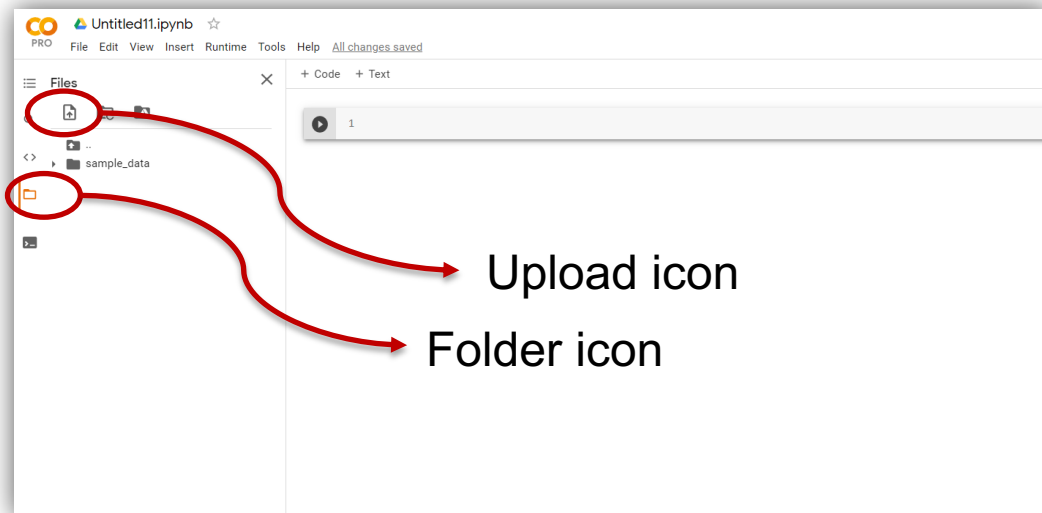 CO
PRO
Untitled11.ipynb
File Edit View Insert Runtime Tools Help All changes saved
Files
+ Code + Text
1
..
sample_data
<>
>_
Upload icon
Folder icon